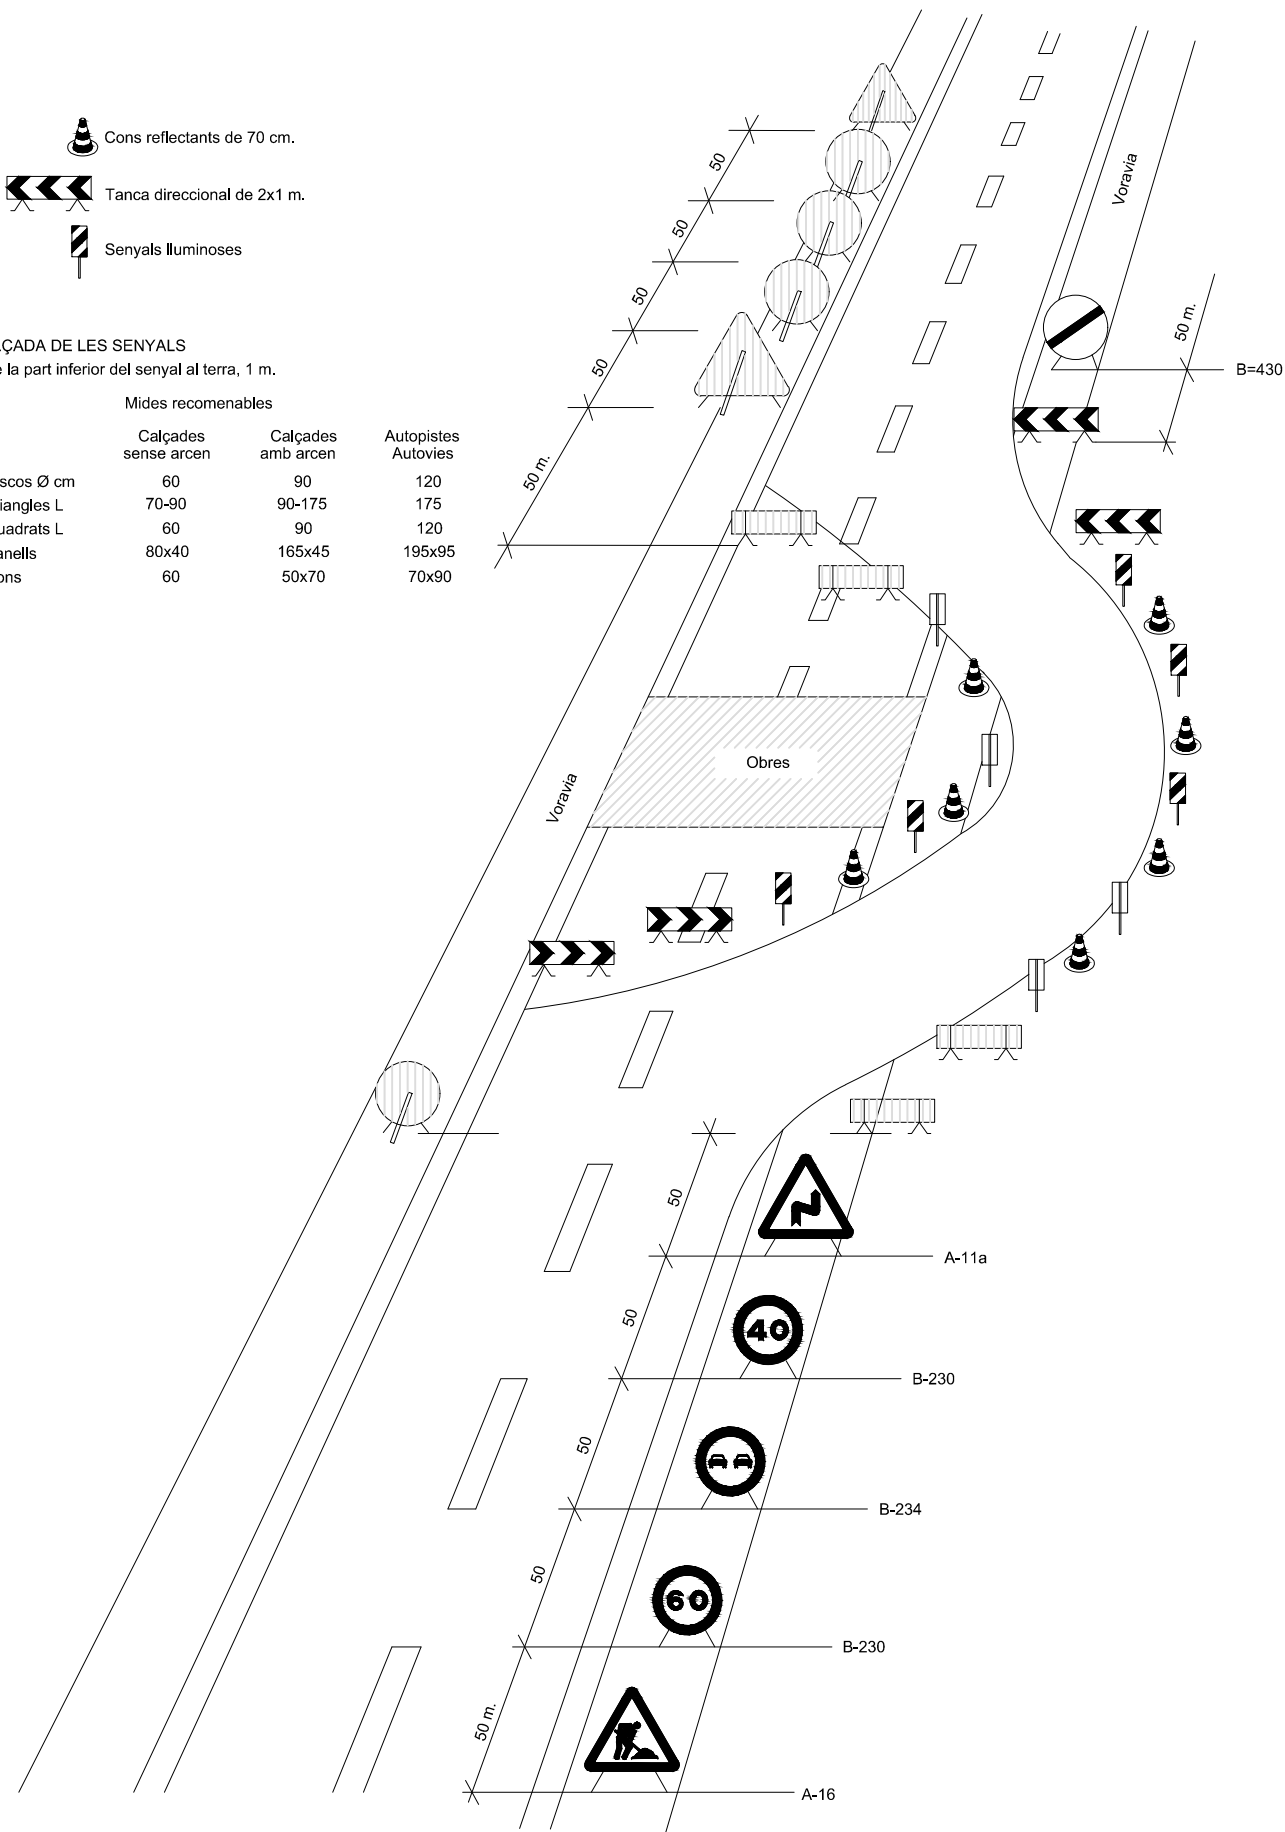 Cons reflectants de 70 cm.
Tanca direccional de 2x1 m.
Senyals lluminoses
ÇADA DE LES SENYALS
la part inferior del senyal al terra, 1 m.
Mides recomenables
Calçades sense arcen
Calçades amb arcen
Autopistes Autovies
scos Ø cm 60 90 120
iangles L 70-90 90-175 175
uadrats L 60 90 120
anells 80x40 165x45 195x95
ons 60 50x70 70x90
50
50
50
50
50 m.
Voravia
50 m.
B=430
Obres
Voravia
50
A-11a
50
40
B-230
50
B-234
50
60
B-230
50 m.
A-16